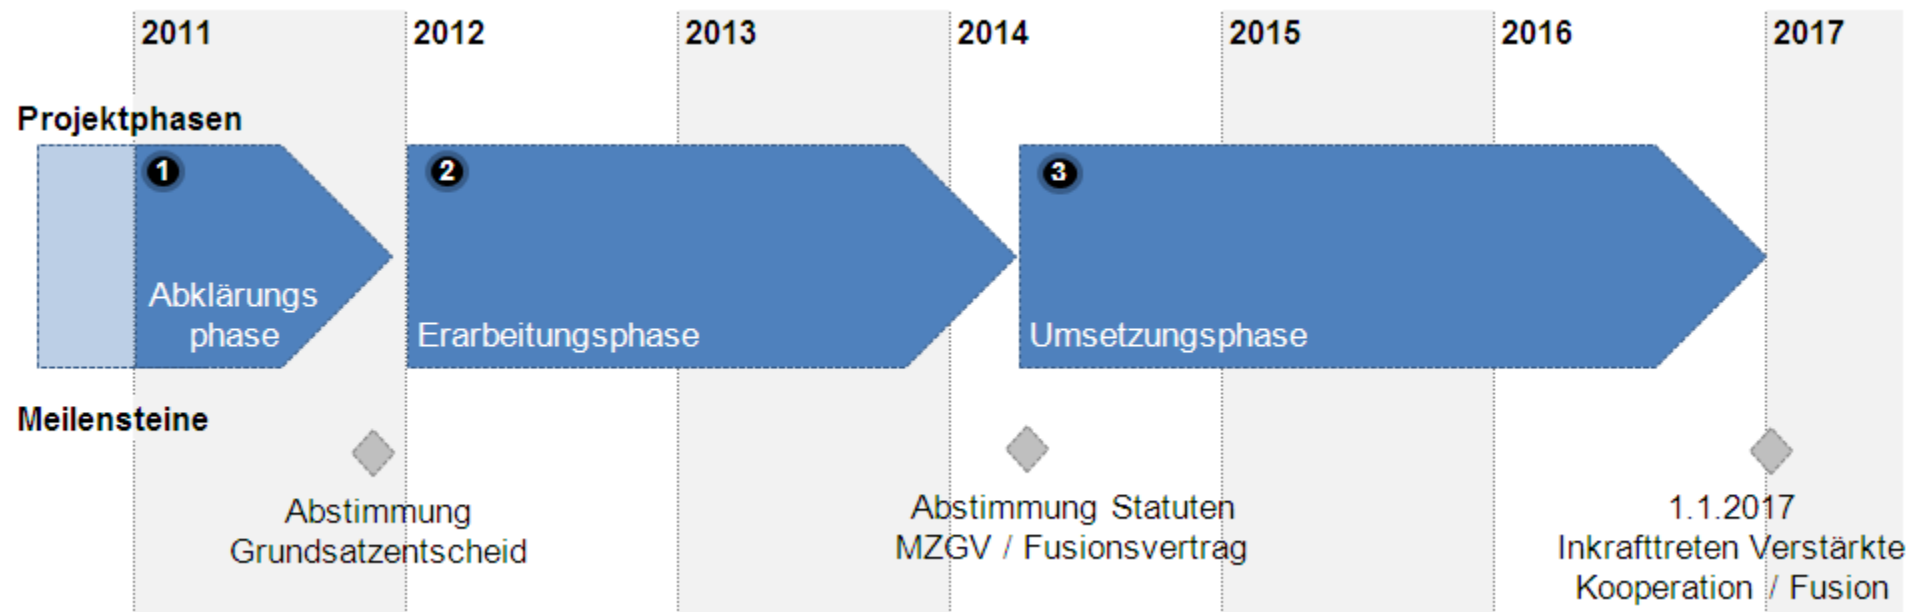 2011 2012 2013 2014 2015 2016 2017
Projektphasen
1 2 3
Abklärungs
phase Erarbeitungsphase Umsetzungsphase
Meilensteine
Abstimmung
Grundsatzentscheid
Abstimmung Statuten
MZGV / Fusionsvertrag
1.1.2017
Inkrafttreten Verstärkte
Kooperation / Fusion